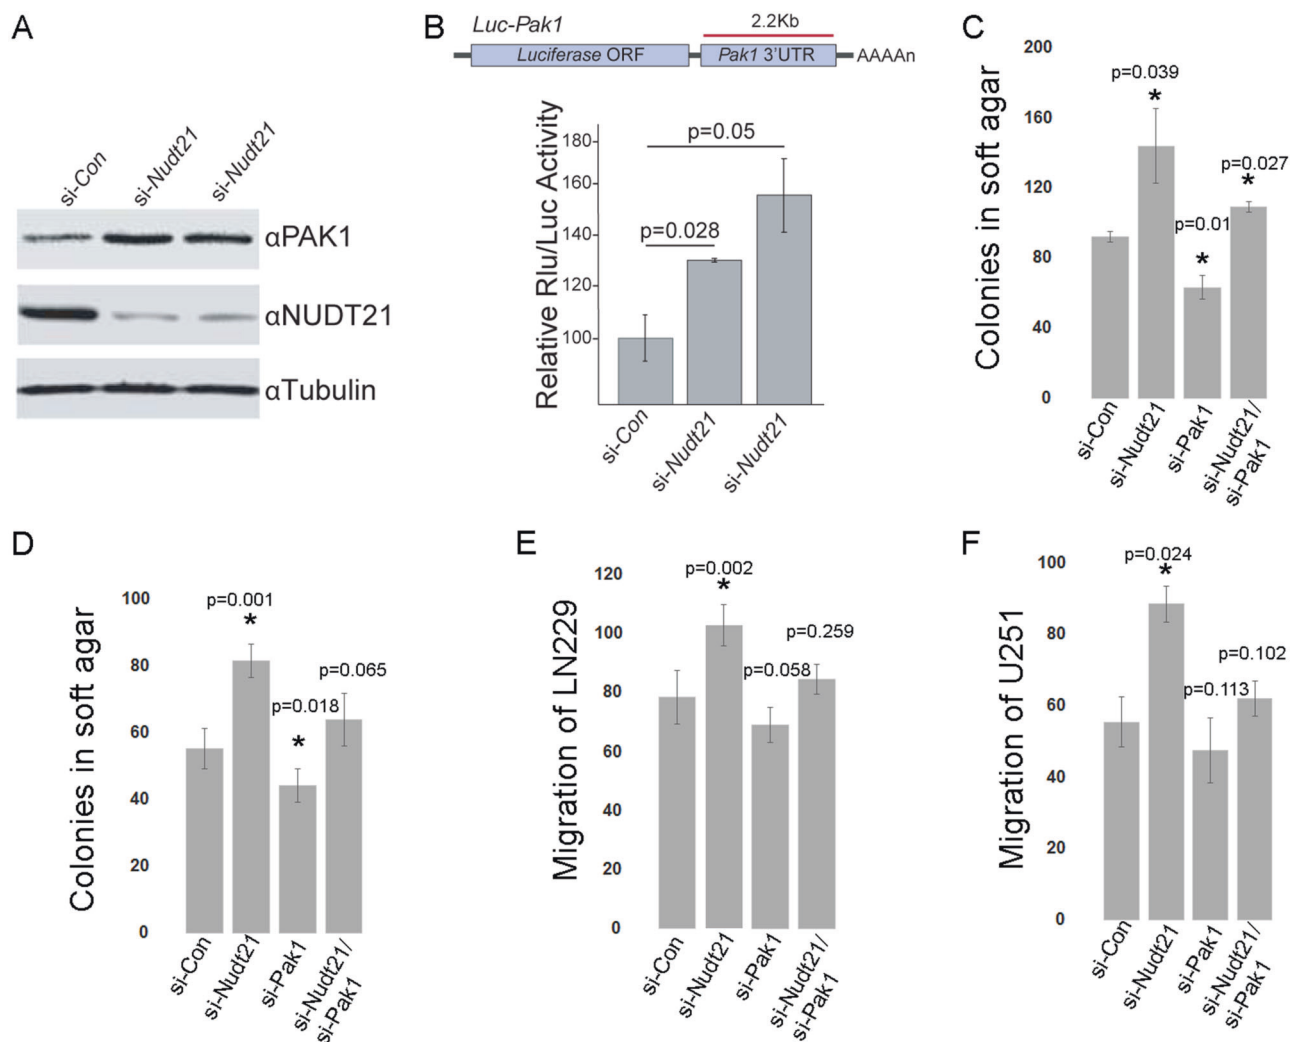 A
si-Con
si-Nudt21
si-Nudt21
αPAK1
αNUDT21
αTubulin
B
Luc-Pak1
2.2Kb
Luciferase ORF
Pak1 3'UTR
AAAAn
Relative Rlu/Luc Activity
180
160
140
120
100
p=0.05
p=0.028
si-Con
si-Nudt21
si-Nudt21
C
Colonies in soft agar
200
160
120
80
40
0
p=0.039
*
p=0.01
*
p=0.027
*
si-Con
si-Nudt21
si-Pak1
si-Nudt21/
si-Pak1
D
Colonies in soft agar
100
80
60
40
20
0
p=0.001
*
p=0.018
*
p=0.065
si-Con
si-Nudt21
si-Pak1
si-Nudt21/
si-Pak1
E
Migration of LN229
120
100
80
60
40
20
0
p=0.002
*
p=0.058
p=0.259
si-Con
si-Nudt21
si-Pak1
si-Nudt21/
si-Pak1
F
Migration of U251
100
80
60
40
20
0
p=0.024
*
p=0.113
p=0.102
si-Con
si-Nudt21
si-Pak1
si-Nudt21/
si-Pak1